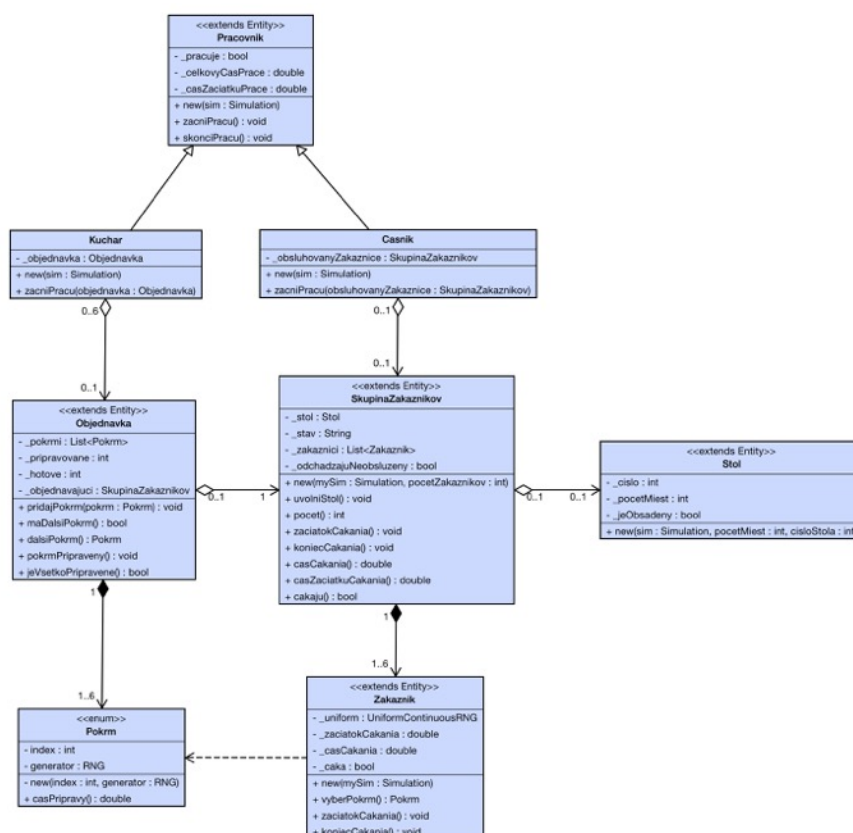 <<extends Entity>>
Pracovnik
- _pracuje : bool
- _celkovyCasPrace : double
- _casZaciatkuPrace : double
+ new(sim : Simulation)
+ zacniPracu() : void
+ skonciPracu() : void
Kuchar
- _objednavka : Objednavka
+ new(sim : Simulation)
+ zacniPracu(objednavka : Objednavka)
Casnik
- _obsluhovanyZakaznice : SkupinaZakaznikov
+ new(sim : Simulation)
+ zacniPracu(obsluhovanyZakaznice : SkupinaZakaznikov)
0..6
0..1
0..1
0..1
<<extends Entity>>
Objednavka
- _pokrmi : List<Pokrm>
- _pripravovane : int
- _hotove : int
- _objednavajuci : SkupinaZakaznikov
+ pridajPokrm(pokrm : Pokrm) : void
+ maDalsiPokrm() : bool
+ dalsiPokrm() : Pokrm
+ pokrmPripraveny() : void
+ jeVsetkoPripravene() : bool
0..1
1
<<extends Entity>>
SkupinaZakaznikov
- _stol : Stol
- _stav : String
- _zakaznici : List<Zakaznik>
- _odchadzajuNeobsluzeny : bool
+ new(mySim : Simulation, pocetZakaznikov : int)
+ uvolniStol() : void
+ pocet() : int
+ zaciatokCakania() : void
+ koniecCakania() : void
+ casCakania() : double
+ casZaciatkuCakania() : double
+ cakaju() : bool
0..1
0..1
<<extends Entity>>
Stol
- _cislo : int
- _pocetMiest : int
- _jeObsadeny : bool
+ new(sim : Simulation, pocetMiest : int, cisloStola : int
1
1..6
1
1..6
<<enum>>
Pokrm
- index : int
- generator : RNG
- new(index : int, generator : RNG)
+ casPripravy() : double
<<extends Entity>>
Zakaznik
- _uniform : UniformContinuousRNG
- _zaciatokCakania : double
- _casCakania : double
- _caka : bool
+ new(mySim : Simulation)
+ vyberPokrm() : Pokrm
+ zaciatokCakania() : void
+ koniecCakania() : void